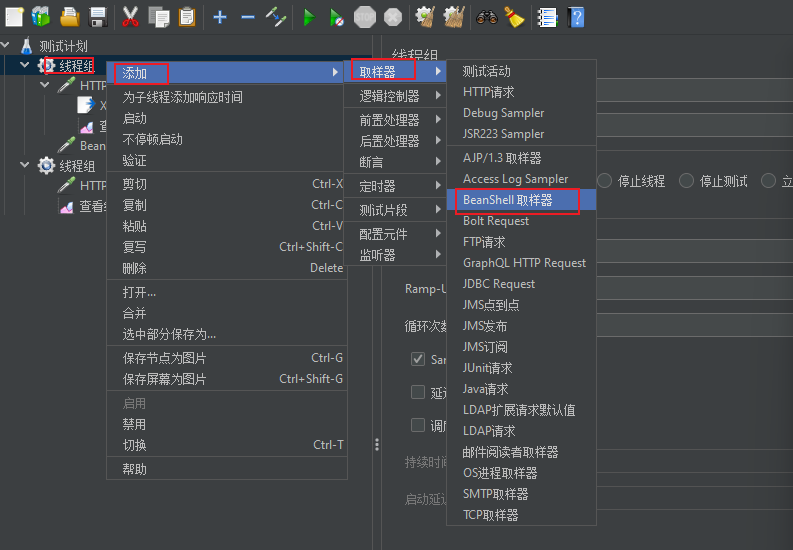 测试计划
线程组
HTTP
X
查
Bean
线程组
HTTP
查看结
添加
为子线程添加响应时间
启动
不停顿启动
验证
剪切 Ctrl-X
复制 Ctrl-C
粘贴 Ctrl-V
复写 Ctrl+Shift-C
删除 Delete
打开...
合并
选中部分保存为...
保存节点为图片 Ctrl-G
保存屏幕为图片 Ctrl+Shift-G
启用
禁用
切换 Ctrl-T
帮助
取样器
逻辑控制器
前置处理器
后置处理器
断言
定时器
测试片段
配置元件
监听器
测试活动
HTTP请求
Debug Sampler
JSR223 Sampler
AJP/1.3 取样器
Access Log Sampler
BeanShell 取样器
Bolt Request
FTP请求
GraphQL HTTP Request
JDBC Request
JMS点到点
JMS发布
JMS订阅
JUnit请求
Java请求
LDAP扩展请求默认值
LDAP请求
邮件阅读者取样器
OS进程取样器
SMTP取样器
TCP取样器
线程组
停止线程 停止测试 立
Ramp-U
循环次数
Sam
延迟
调度
持续时间
启动延迟